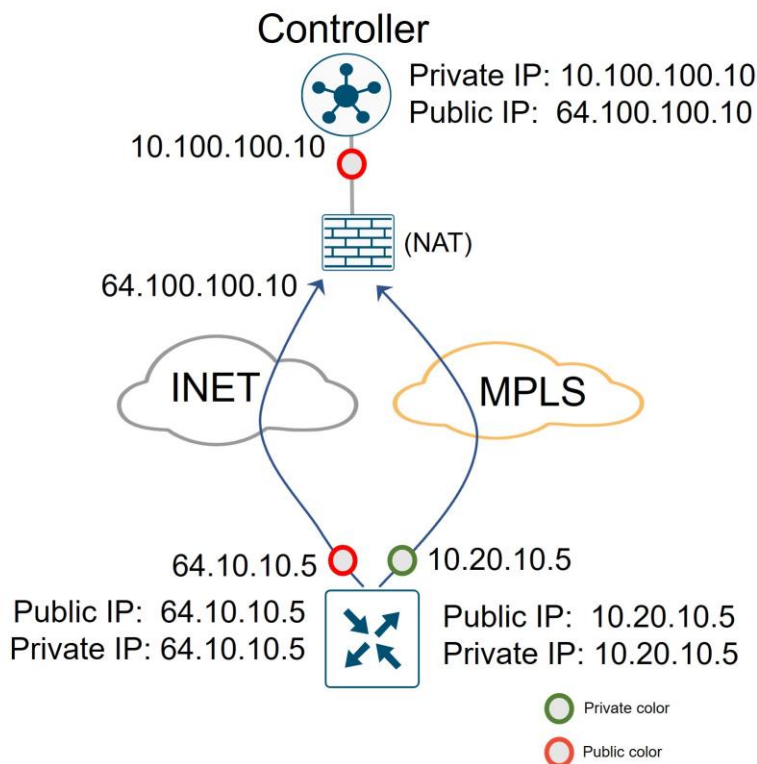 Controller
Private IP: 10.100.100.10
Public IP: 64.100.100.10
10.100.100.10
(NAT)
64.100.100.10
INET
MPLS
64.10.10.5
10.20.10.5
Public IP: 64.10.10.5
Private IP: 64.10.10.5
Public IP: 10.20.10.5
Private IP: 10.20.10.5
Private color
Public color